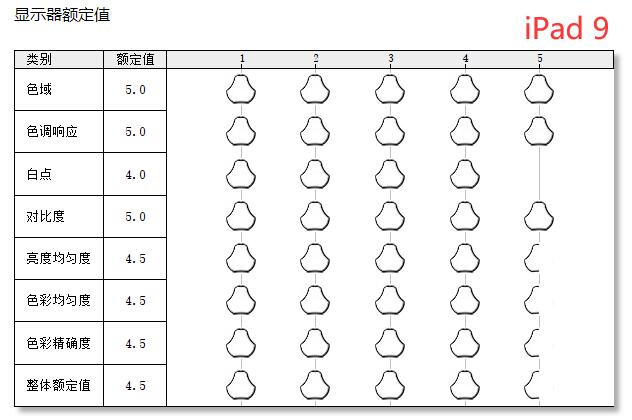 显示器额定值
iPad 9
类别 额定值 1 2 3 4 5
色域 5.0
色调响应 5.0
白点 4.0
对比度 5.0
亮度均匀度 4.5
色彩均匀度 4.5
色彩精确度 4.5
整体额定值 4.5